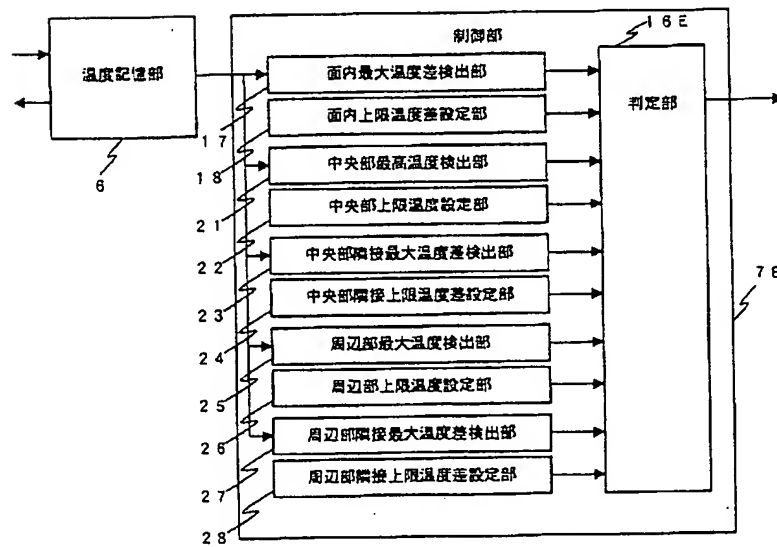 制御部
16E
温度記憶部
6
面内最大温度差検出部
17
面内上限温度差設定部
18
中央部最高温度検出部
21
中央部上限温度設定部
22
中央部隣接最大温度差検出部
23
中央部隣接上限温度差設定部
24
周辺部最大温度検出部
25
周辺部上限温度設定部
26
周辺部隣接最大温度差検出部
27
周辺部隣接上限温度差設定部
28
判定部
7E